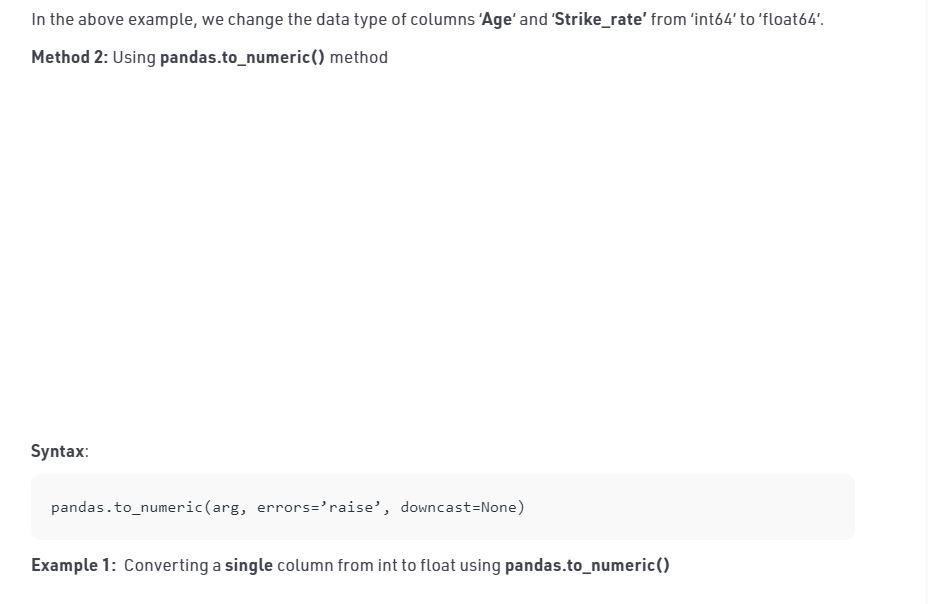 In the above example, we change the data type of columns ‘Age‘ and ‘Strike_rate’ from ‘int64’ to ‘float64’.
Method 2: Using pandas.to_numeric() method
Syntax:
pandas.to_numeric(arg, errors=’raise’, downcast=None)
Example 1: Converting a single column from int to float using pandas.to_numeric()